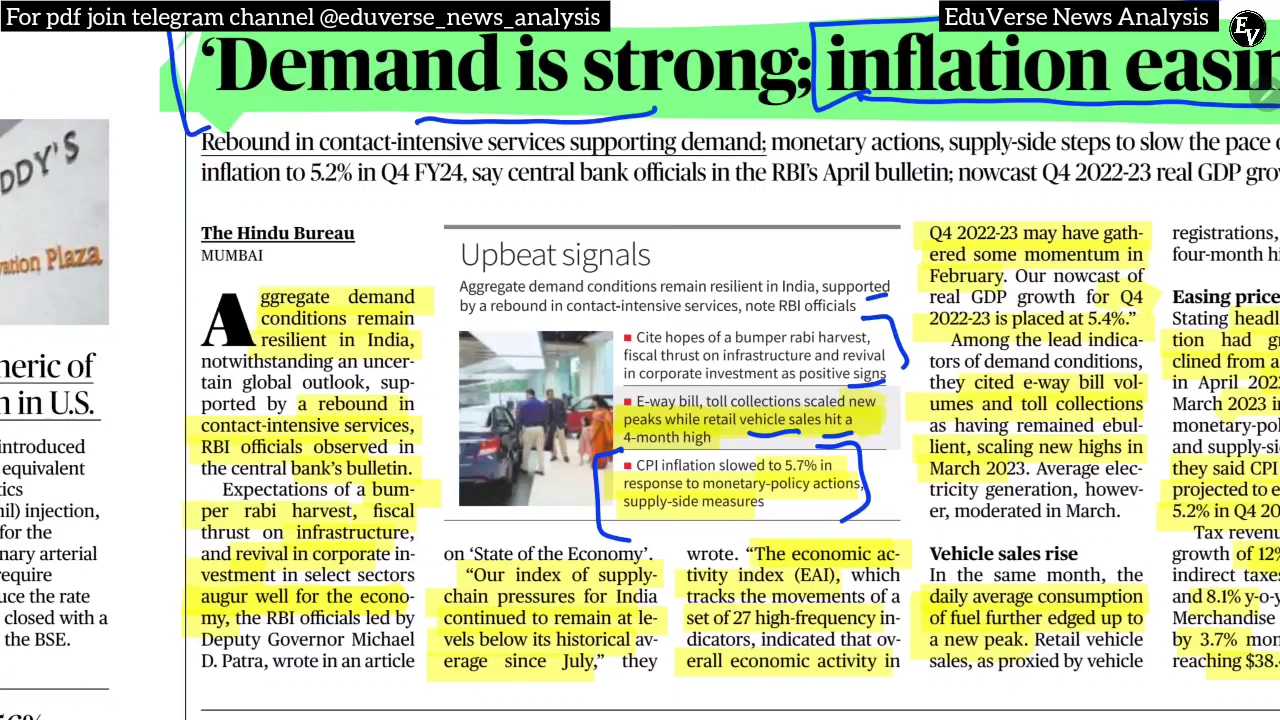 For pdf join telegram channel @eduverse_news_analysis
EduVerse News Analysis
EV
‘Demand is strong; inflation easin
Rebound in contact-intensive services supporting demand; monetary actions, supply-side steps to slow the pace o
inflation to 5.2% in Q4 FY24, say central bank officials in the RBI’s April bulletin; nowcast Q4 2022-23 real GDP grow
DDY’S
vation Plaza
neric of
n in U.S.
introduced
equivalent
tics
nil) injection,
for the
nary arterial
require
uce the rate
closed with a
the BSE.
The Hindu Bureau
MUMBAI
Aggregate demand
conditions remain
resilient in India,
notwithstanding an uncer-
tain global outlook, sup-
ported by a rebound in
contact-intensive services,
RBI officials observed in
the central bank’s bulletin.
Expectations of a bum-
per rabi harvest, fiscal
thrust on infrastructure,
and revival in corporate in-
vestment in select sectors
augur well for the econo-
my, the RBI officials led by
Deputy Governor Michael
D. Patra, wrote in an article
Upbeat signals
Aggregate demand conditions remain resilient in India, supported
by a rebound in contact-intensive services, note RBI officials
■ Cite hopes of a bumper rabi harvest,
fiscal thrust on infrastructure and revival
in corporate investment as positive signs
■ E-way bill, toll collections scaled new
peaks while retail vehicle sales hit a
4-month high
■ CPI inflation slowed to 5.7% in
response to monetary-policy actions,
supply-side measures
on ‘State of the Economy’.
“Our index of supply-
chain pressures for India
continued to remain at le-
vels below its historical av-
erage since July,” they
wrote. “The economic ac-
tivity index (EAI), which
tracks the movements of a
set of 27 high-frequency in-
dicators, indicated that ov-
erall economic activity in
Q4 2022-23 may have gath-
ered some momentum in
February. Our nowcast of
real GDP growth for Q4
2022-23 is placed at 5.4%.”
Among the lead indica-
tors of demand conditions,
they cited e-way bill vol-
umes and toll collections
as having remained ebul-
lient, scaling new highs in
March 2023. Average elec-
tricity generation, howev-
er, moderated in March.
Vehicle sales rise
In the same month, the
daily average consumption
of fuel further edged up to
a new peak. Retail vehicle
sales, as proxied by vehicle
registrations,
four-month hi
Easing price
Stating headl
tion had gr
clined from a
in April 202
March 2023 in
monetary-po
and supply-si
they said CPI
projected to e
5.2% in Q4 20
Tax revenu
growth of 12%
indirect taxes
and 8.1% y-o-y
Merchandise
by 3.7% mon
reaching $38.